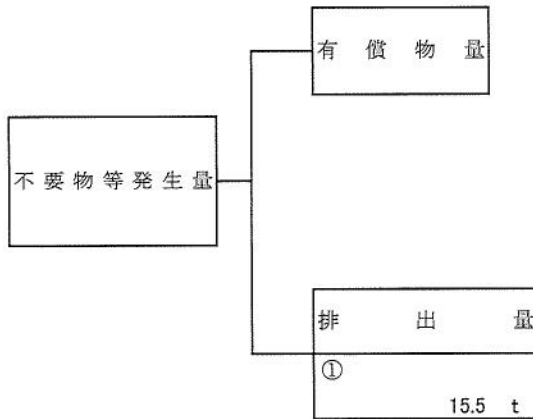 有償物量
不要物等発生量
排出量
①
15.5 t